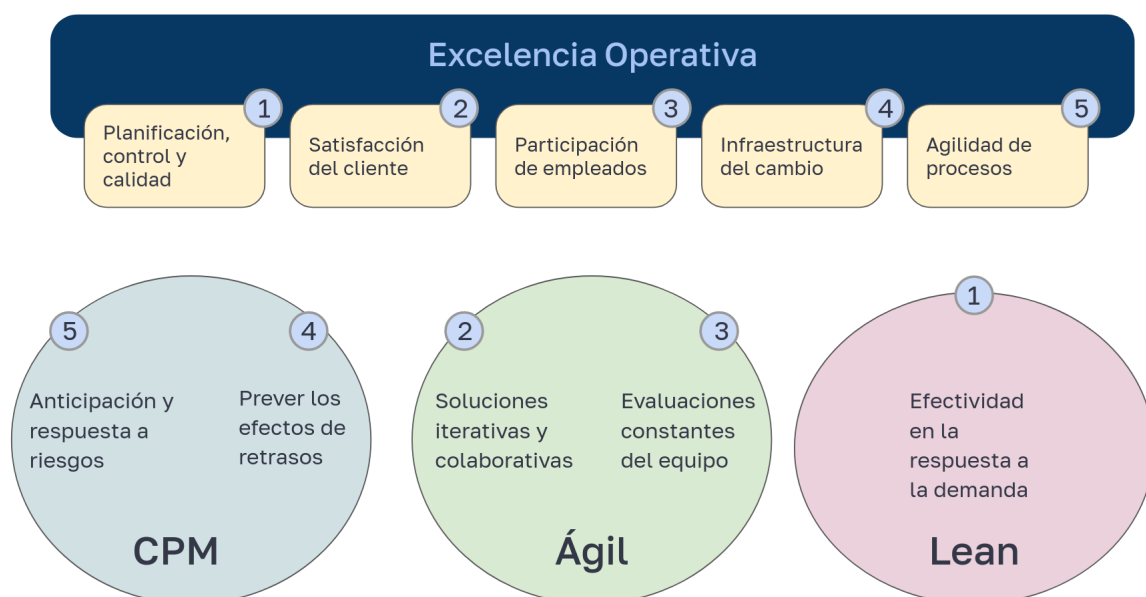 Excelencia Operativa
1
Planificación,
control y
calidad
2
Satisfacción
del cliente
3
Participación
de empleados
4
Infraestructura
del cambio
5
Agilidad de
procesos
5
Anticipación y
respuesta a
riesgos
4
Prever los
efectos de
retrasos
CPM
2
Soluciones
iterativas y
colaborativas
3
Evaluaciones
constantes
del equipo
Ágil
1
Efectividad
en la
respuesta a
la demanda
Lean